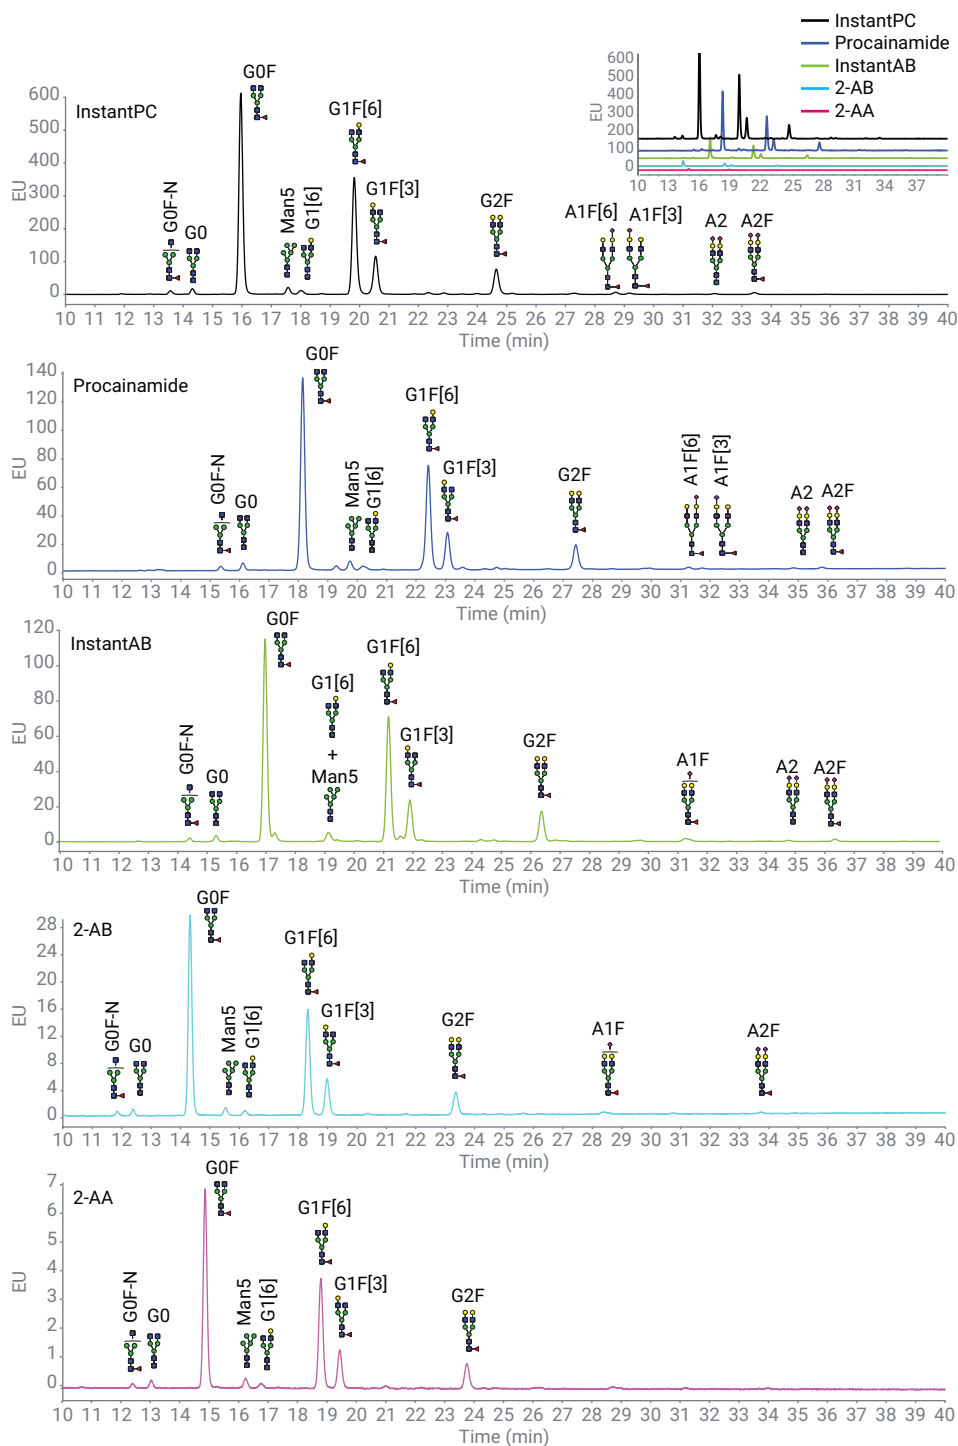 InstantPC
Procainamide
InstantAB
2-AB
2-AA
600
500
400
300
200
100
0
EU
10 13 16 19 22 25 28 31 34 37
InstantPC
600
500
400
300
200
100
0
EU
G0F-N
G0
G0F
Man5
G1[6]
G1F[6]
G1F[3]
G2F
A1F[6]
A1F[3]
A2
A2F
10 11 12 13 14 15 16 17 18 19 20 21 22 23 24 25 26 27 28 29 30 31 32 33 34 35 36 37 38 39 40
Time (min)
Procainamide
140
120
100
80
60
40
20
0
EU
G0F-N
G0
G0F
Man5
G1[6]
G1F[6]
G1F[3]
G2F
A1F[6]
A1F[3]
A2
A2F
10 11 12 13 14 15 16 17 18 19 20 21 22 23 24 25 26 27 28 29 30 31 32 33 34 35 36 37 38 39 40
Time (min)
InstantAB
120
100
80
60
40
20
0
EU
G0F-N
G0
G0F
G1[6]
+
Man5
G1F[6]
G1F[3]
G2F
A1F
A2
A2F
10 11 12 13 14 15 16 17 18 19 20 21 22 23 24 25 26 27 28 29 30 31 32 33 34 35 36 37 38 39 40
Time (min)
2-AB
28
24
20
16
12
8
4
0
EU
G0F-N
G0
G0F
Man5
G1[6]
G1F[6]
G1F[3]
G2F
A1F
A2F
10 11 12 13 14 15 16 17 18 19 20 21 22 23 24 25 26 27 28 29 30 31 32 33 34 35 36 37 38 39 40
Time (min)
2-AA
7
6
5
4
3
2
1
0
EU
G0F-N
G0
G0F
Man5
G1[6]
G1F[6]
G1F[3]
G2F
10 11 12 13 14 15 16 17 18 19 20 21 22 23 24 25 26 27 28 29 30 31 32 33 34 35 36 37 38 39 40
Time (min)